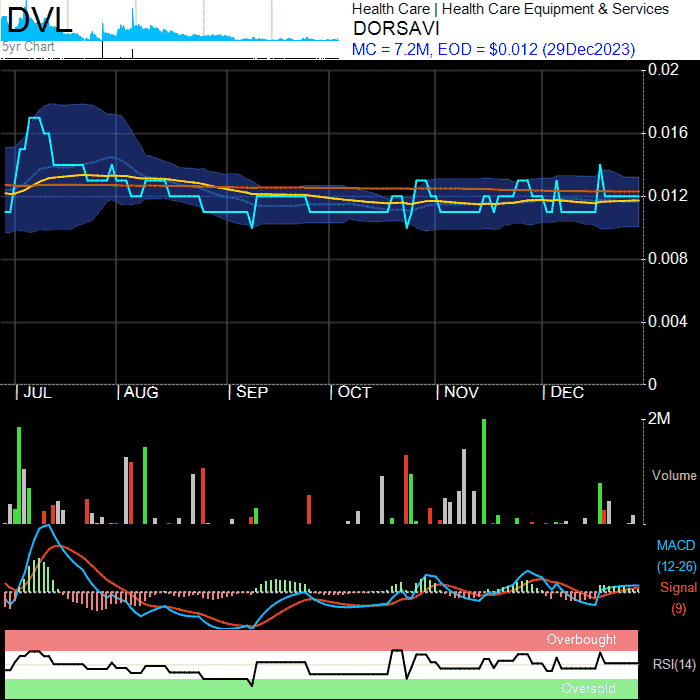 DVL
5yr Chart
Health Care | Health Care Equipment & Services
DORSAVI
MC = 7.2M, EOD = $0.012 (29Dec2023)
0.02
0.016
0.012
0.008
0.004
0
JUL AUG SEP OCT NOV DEC
2M
Volume
MACD
(12-26)
Signal
(9)
Overbought
RSI(14)
Oversold